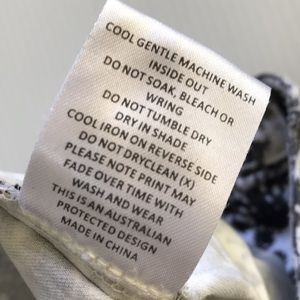 COOL GENTLE MACHINE WASH
INSIDE OUT
DO NOT SOAK, BLEACH OR
WRING
DO NOT TUMBLE DRY
DRY IN SHADE
COOL IRON ON REVERSE SIDE
DO NOT DRYCLEAN (X)
PLEASE NOTE PRINT MAY
FADE OVER TIME WITH
WASH AND WEAR
THIS IS AN AUSTRALIAN
PROTECTED DESIGN
MADE IN CHINA